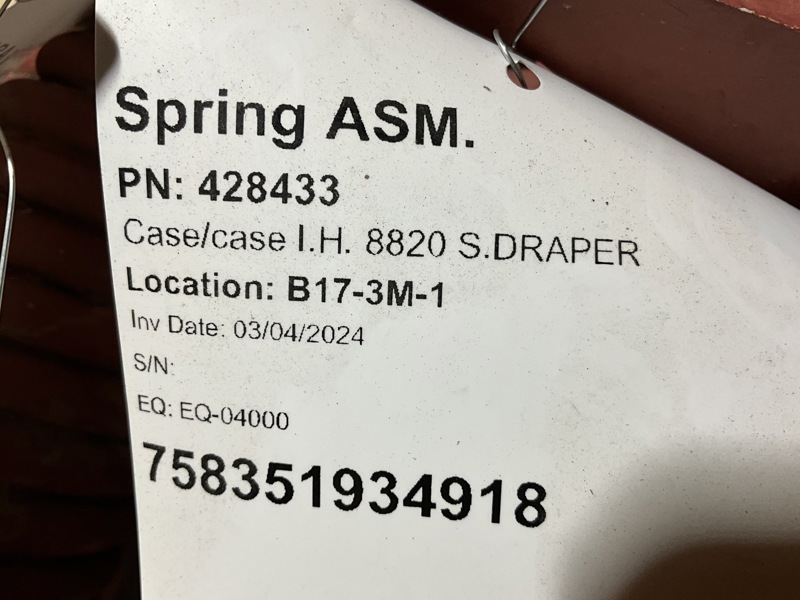 Spring ASM.
PN: 428433
Case/case I.H. 8820 S.DRAPER
Location: B17-3M-1
Inv Date: 03/04/2024
S/N:
EQ: EQ-04000
758351934918